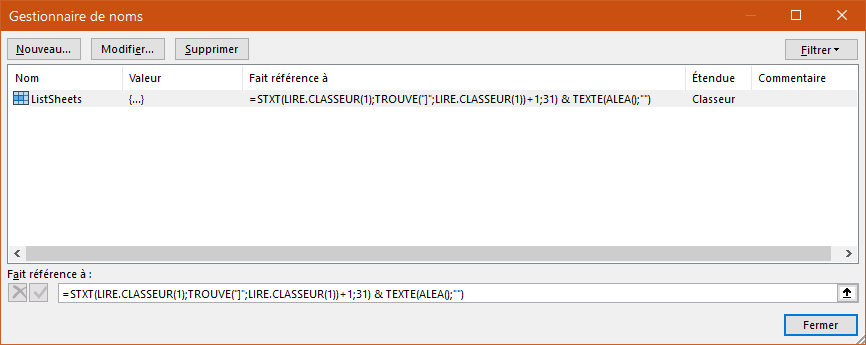 Gestionnaire de noms
Nouveau... Modifier... Supprimer Filtrer
Nom Valeur Fait référence à Étendue Commentaire
ListSheets {...} =STXT(LIRE.CLASSEUR(1);TROUVE("]";LIRE.CLASSEUR(1))+1;31) & TEXTE(ALEA();"") Classeur
Fait référence à :
=STXT(LIRE.CLASSEUR(1);TROUVE("]";LIRE.CLASSEUR(1))+1;31) & TEXTE(ALEA();"")
Fermer